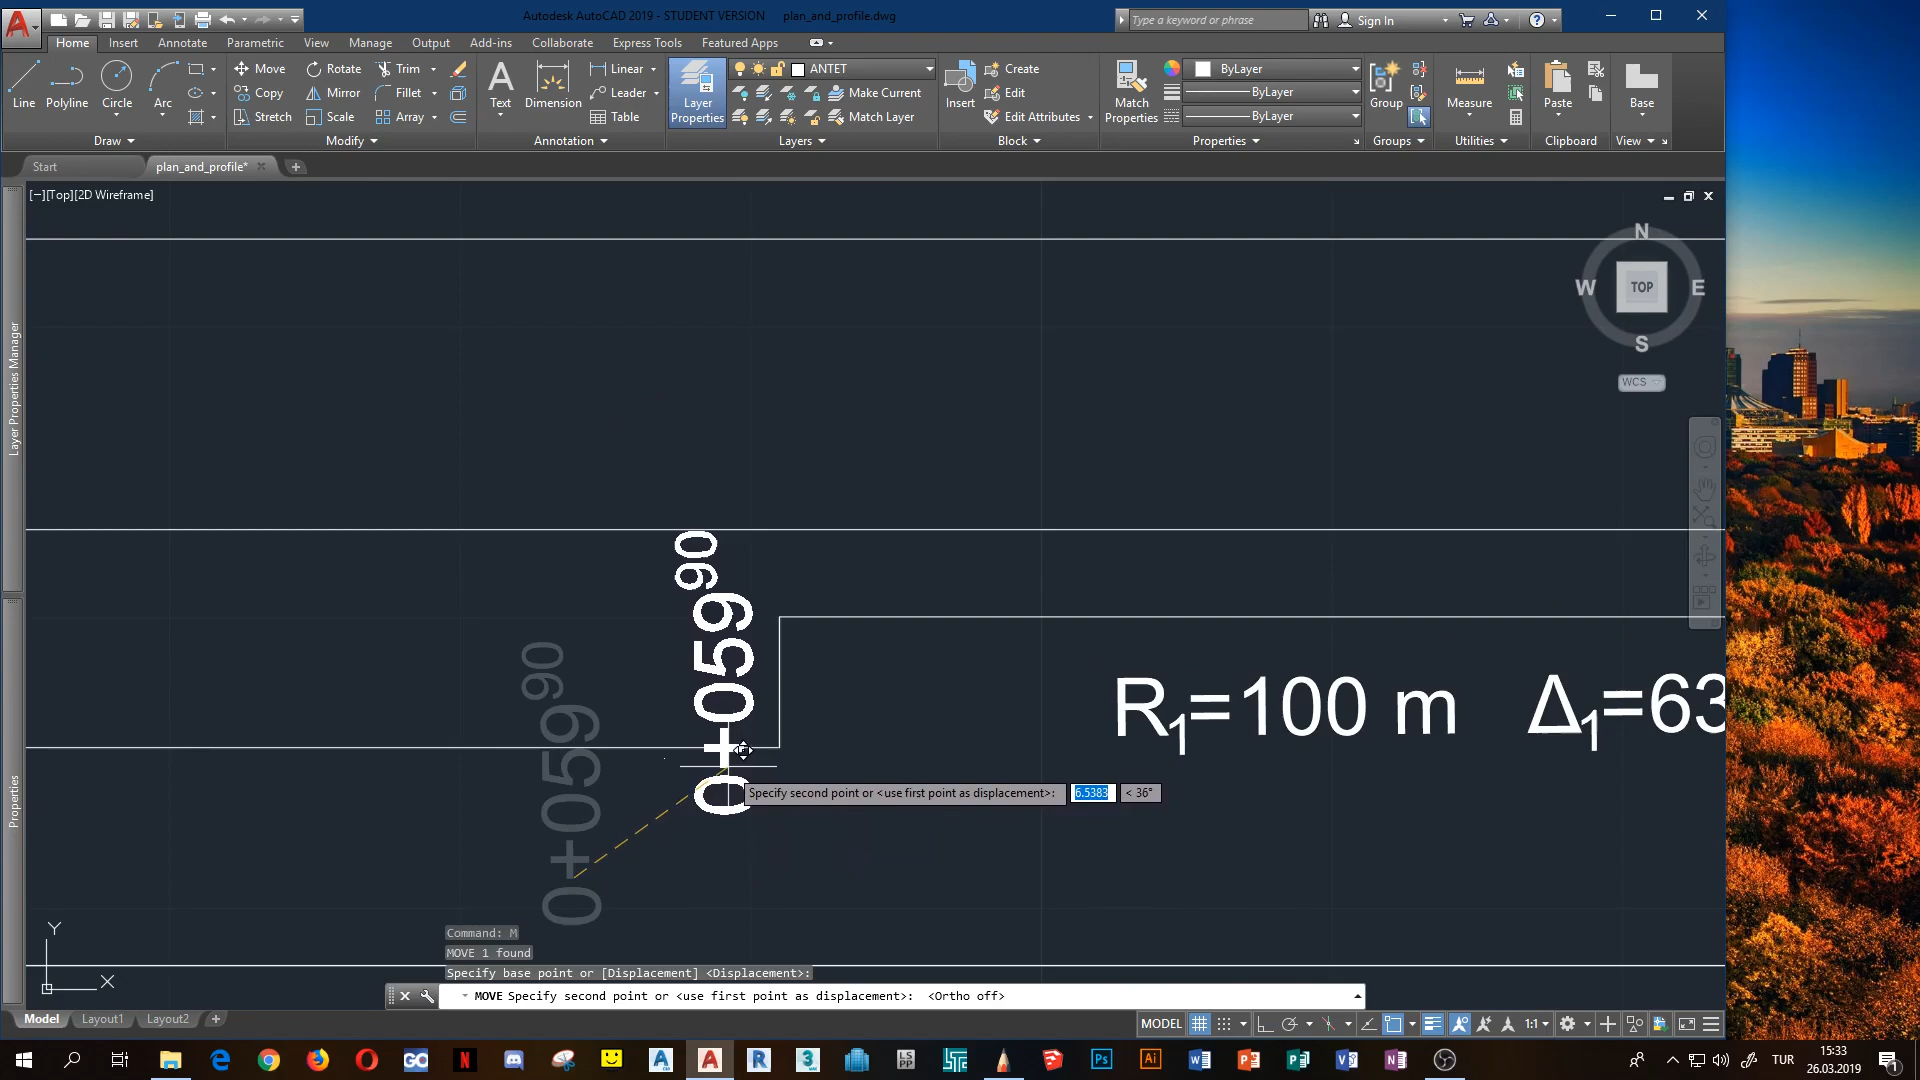 Autodesk AutoCAD 2019 - STUDENT VERSION plan_and_profile.dwg
Type a keyword or phrase
Sign In
Home Insert Annotate Parametric View Manage Output Add-ins Collaborate Express Tools Featured Apps
Line Polyline Circle Arc
Move Rotate Trim
Copy Mirror Fillet
Stretch Scale Array
Text Dimension
Linear
Leader
Table
Layer Properties
ANTET
Make Current
Match Layer
Insert
Create
Edit
Edit Attributes
Match Properties
ByLayer
ByLayer
ByLayer
Group
Measure
Paste
Base
Draw Modify Annotation Layers Block Properties Groups Utilities Clipboard View
Start plan_and_profile*
[−][Top][2D Wireframe]
N
W TOP E
S
WCS
Layer Properties Manager
Properties
0+059⁹⁰
0+059⁹⁰
R₁=100 m Δ₁=63
Specify second point or <use first point as displacement>: 6.5383 < 36°
Y
X
Command: M
MOVE 1 found
Specify base point or [Displacement] <Displacement>:
MOVE Specify second point or <use first point as displacement>: <Ortho off>
Model Layout1 Layout2
MODEL 1:1
TUR
15:33
26.03.2019